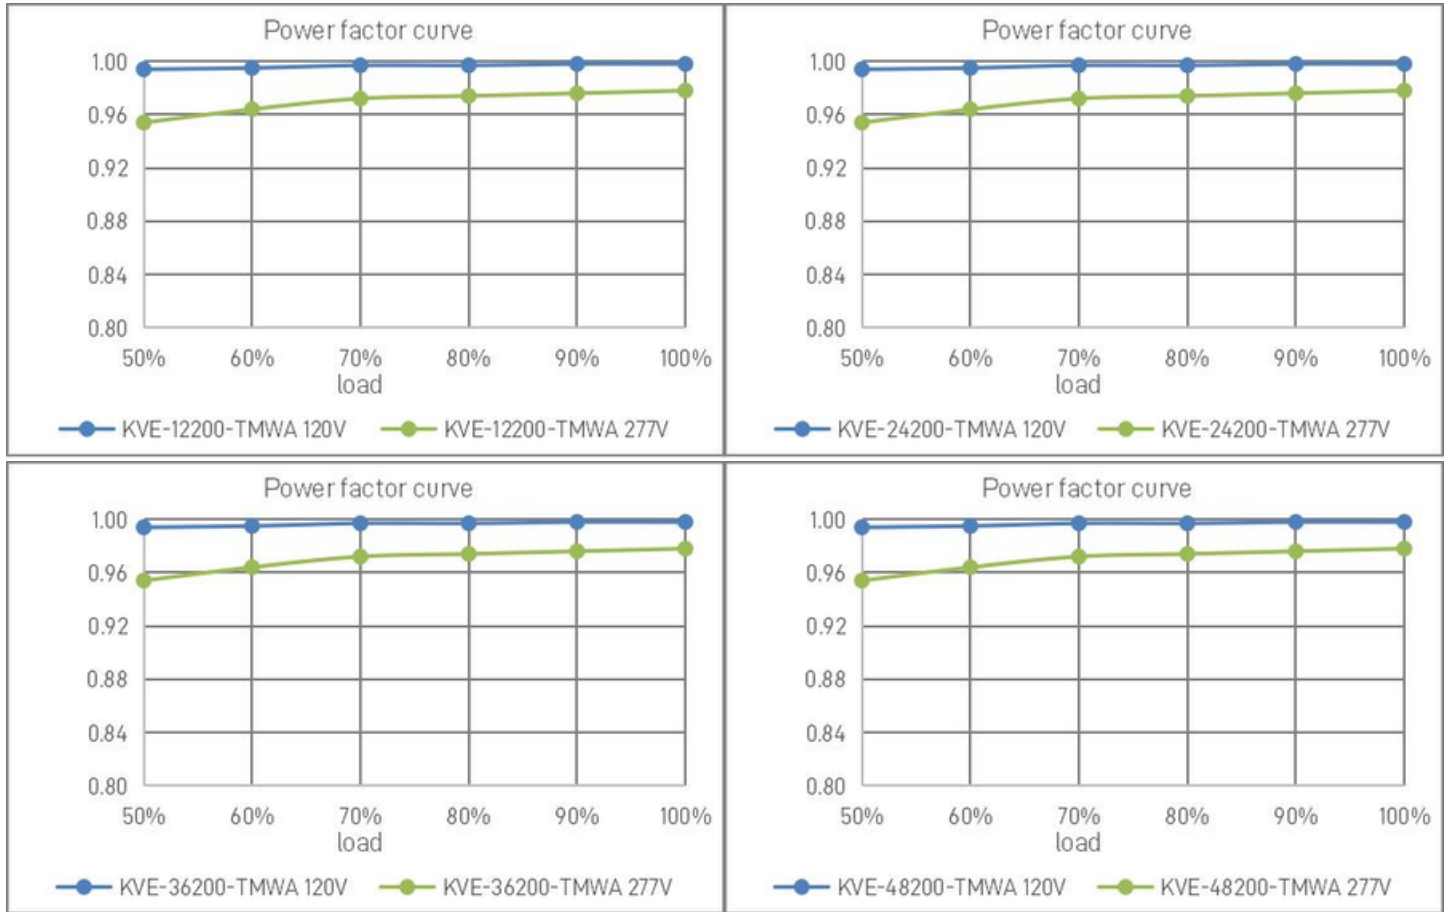 Power factor curve
1.00
0.96
0.92
0.88
0.84
0.80
50% 60% 70% 80% 90% 100%
load
KVE-12200-TMWA 120V KVE-12200-TMWA 277V
Power factor curve
1.00
0.96
0.92
0.88
0.84
0.80
50% 60% 70% 80% 90% 100%
load
KVE-24200-TMWA 120V KVE-24200-TMWA 277V
Power factor curve
1.00
0.96
0.92
0.88
0.84
0.80
50% 60% 70% 80% 90% 100%
load
KVE-36200-TMWA 120V KVE-36200-TMWA 277V
Power factor curve
1.00
0.96
0.92
0.88
0.84
0.80
50% 60% 70% 80% 90% 100%
load
KVE-48200-TMWA 120V KVE-48200-TMWA 277V